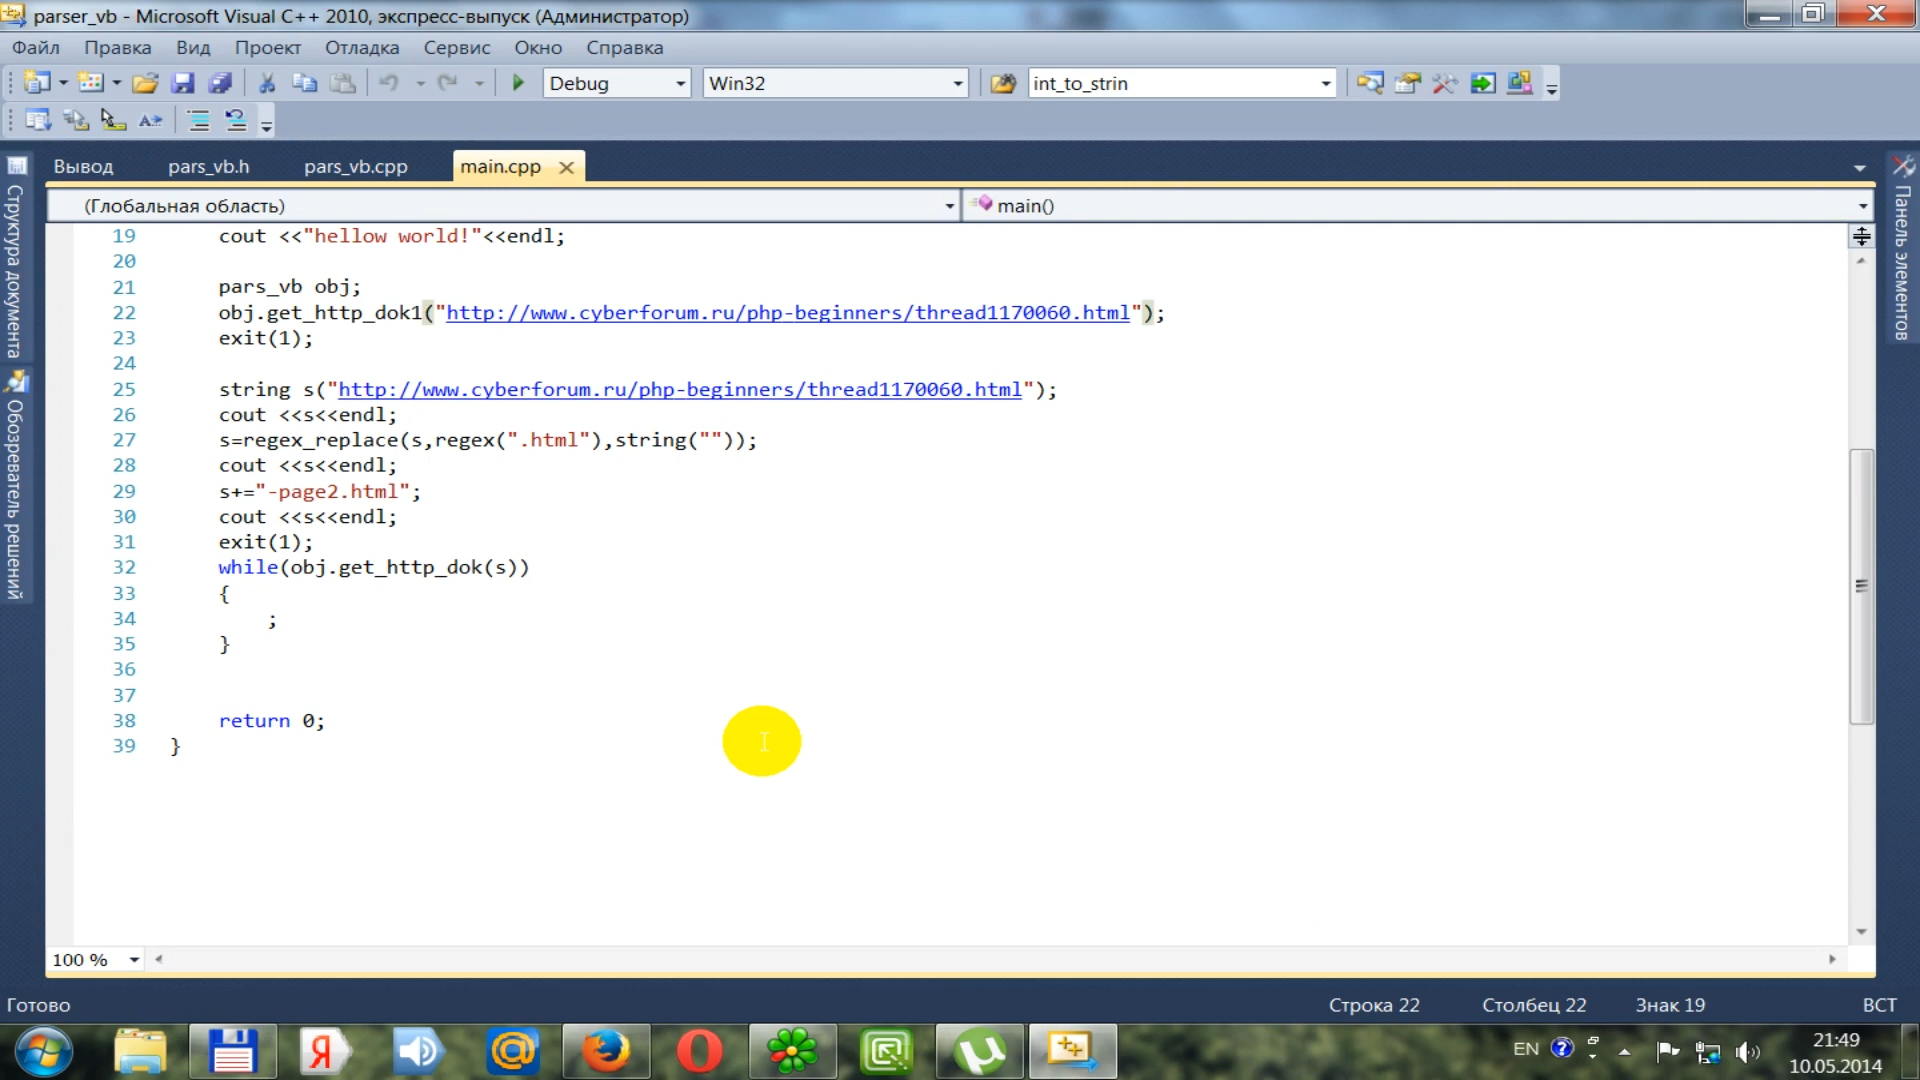 parser_vb - Microsoft Visual C++ 2010, экспресс-выпуск (Администратор)
Файл Правка Вид Проект Отладка Сервис Окно Справка
Debug Win32 int_to_strin
Вывод pars_vb.h pars_vb.cpp main.cpp
(Глобальная область) main()
Структура документа
Обозреватель решений
Панель элементов
19 cout <<"hellow world!"<<endl;
20
21 pars_vb obj;
22 obj.get_http_dok1("http://www.cyberforum.ru/php-beginners/thread1170060.html");
23 exit(1);
24
25 string s("http://www.cyberforum.ru/php-beginners/thread1170060.html");
26 cout <<s<<endl;
27 s=regex_replace(s,regex(".html"),string(""));
28 cout <<s<<endl;
29 s+="-page2.html";
30 cout <<s<<endl;
31 exit(1);
32 while(obj.get_http_dok(s))
33 {
34 ;
35 }
36
37
38 return 0;
39 }
100 %
Готово Строка 22 Столбец 22 Знак 19 ВСТ
EN 21:49
10.05.2014